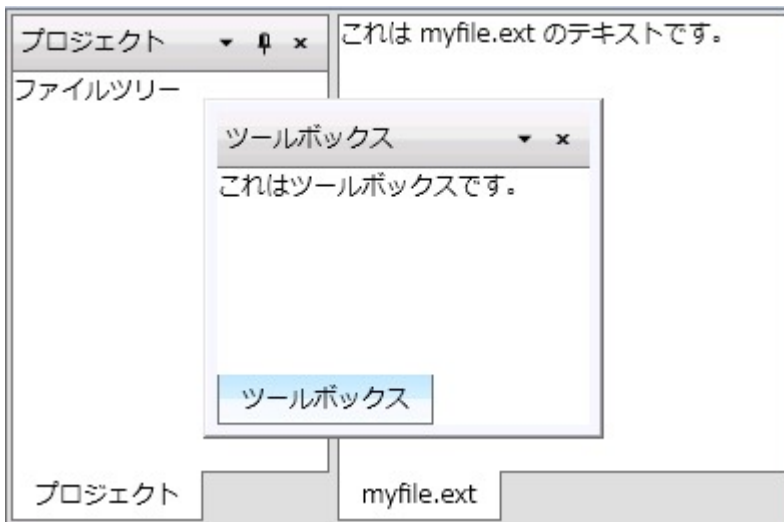 プロジェクト
ファイルツリー
プロジェクト
これは myfile.ext のテキストです。
myfile.ext
ツールボックス
これはツールボックスです。
ツールボックス